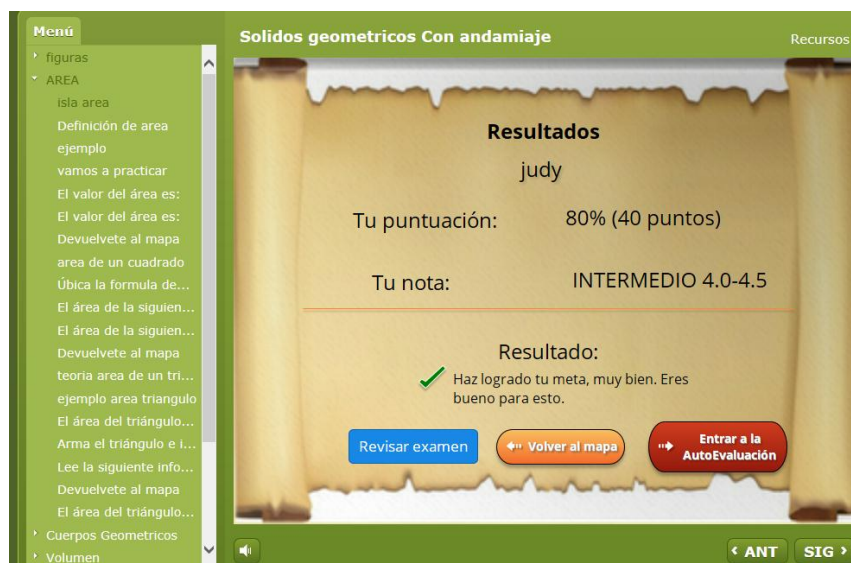 Menú
figuras
AREA
isla area
Definición de area
ejemplo
vamos a practicar
El valor del área es:
El valor del área es:
Devuelvete al mapa
area de un cuadrado
Úbica la formula de...
El área de la siguien...
El área de la siguien...
Devuelvete al mapa
teoria area de un tri...
ejemplo area triangulo
El área del triángulo...
Arma el triángulo e i...
Lee la siguiente info...
Devuelvete al mapa
El área del triángulo...
Cuerpos Geometricos
Volumen
Solidos geometricos Con andamiaje
Recursos
Resultados
judy
Tu puntuación: 80% (40 puntos)
Tu nota: INTERMEDIO 4.0-4.5
Resultado:
Haz logrado tu meta, muy bien. Eres
bueno para esto.
Revisar examen
Volver al mapa
Entrar a la
AutoEvaluación
ANT
SIG